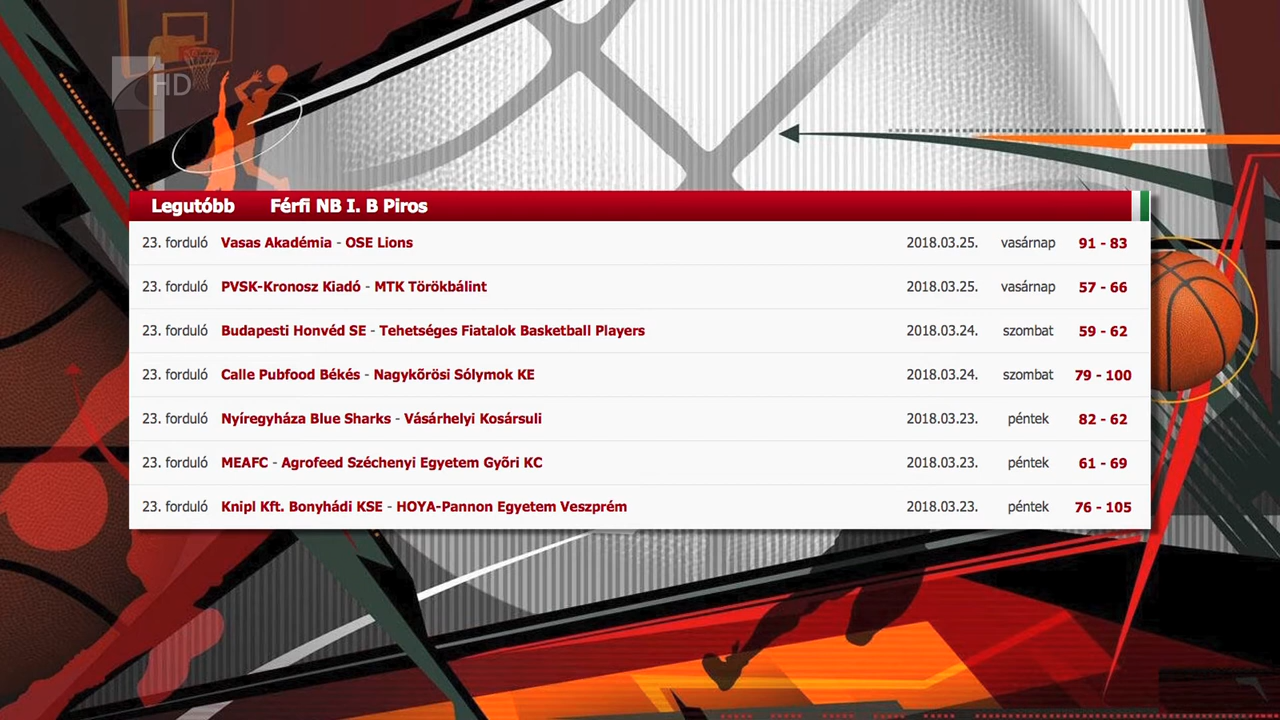 HD
Legutóbb Férfi NB I. B Piros
23. forduló Vasas Akadémia - OSE Lions 2018.03.25. vasárnap 91 - 83
23. forduló PVSK-Kronosz Kiadó - MTK Törökbálint 2018.03.25. vasárnap 57 - 66
23. forduló Budapesti Honvéd SE - Tehetséges Fiatalok Basketball Players 2018.03.24. szombat 59 - 62
23. forduló Calle Pubfood Békés - Nagykõrösi Sólymok KE 2018.03.24. szombat 79 - 100
23. forduló Nyíregyháza Blue Sharks - Vásárhelyi Kosársuli 2018.03.23. péntek 82 - 62
23. forduló MEAFC - Agrofeed Széchenyi Egyetem Gyõri KC 2018.03.23. péntek 61 - 69
23. forduló Knipl Kft. Bonyhádi KSE - HOYA-Pannon Egyetem Veszprém 2018.03.23. péntek 76 - 105